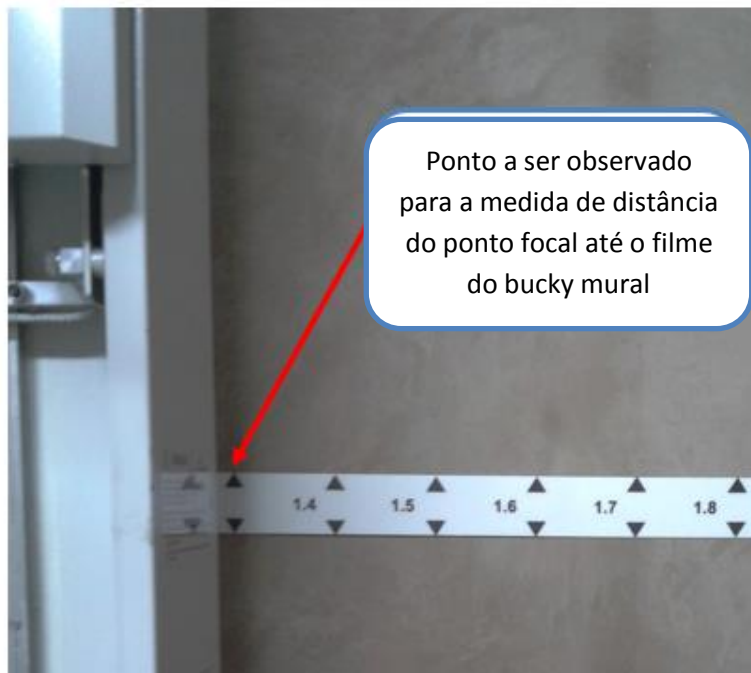 Ponto a ser observado
para a medida de distância
do ponto focal até o filme
do bucky mural
1.4 1.5 1.6 1.7 1.8